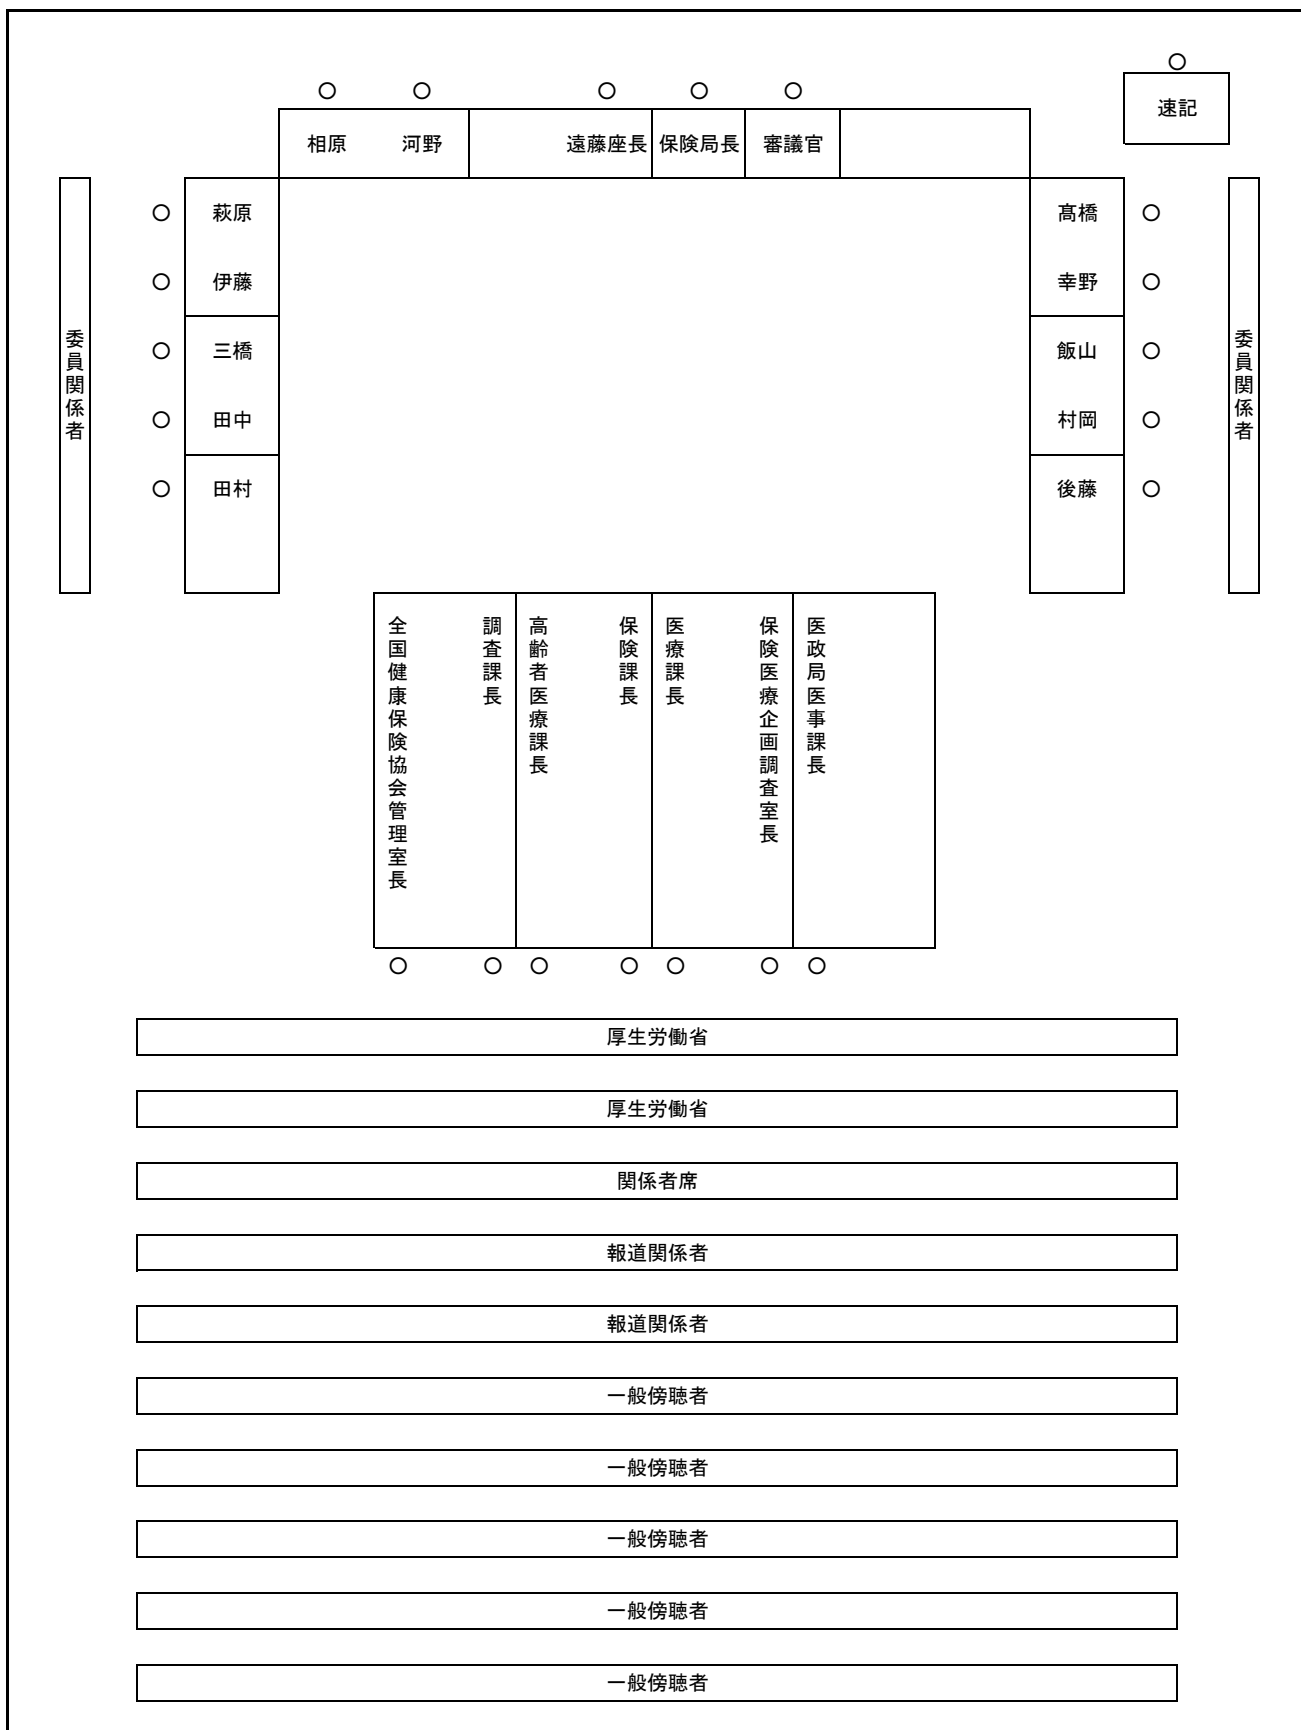 速記
相原 河野 遠藤座長 保険局長 審議官
萩原 髙橋
伊藤 幸野
委員関係者
三橋 飯山
委員関係者
田中 村岡
田村 後藤
全国健康保険協会管理室長
調査課長
高齢者医療課長
保険課長
医療課長
保険医療企画調査室長
医政局医事課長
厚生労働省
厚生労働省
関係者席
報道関係者
報道関係者
一般傍聴者
一般傍聴者
一般傍聴者
一般傍聴者
一般傍聴者